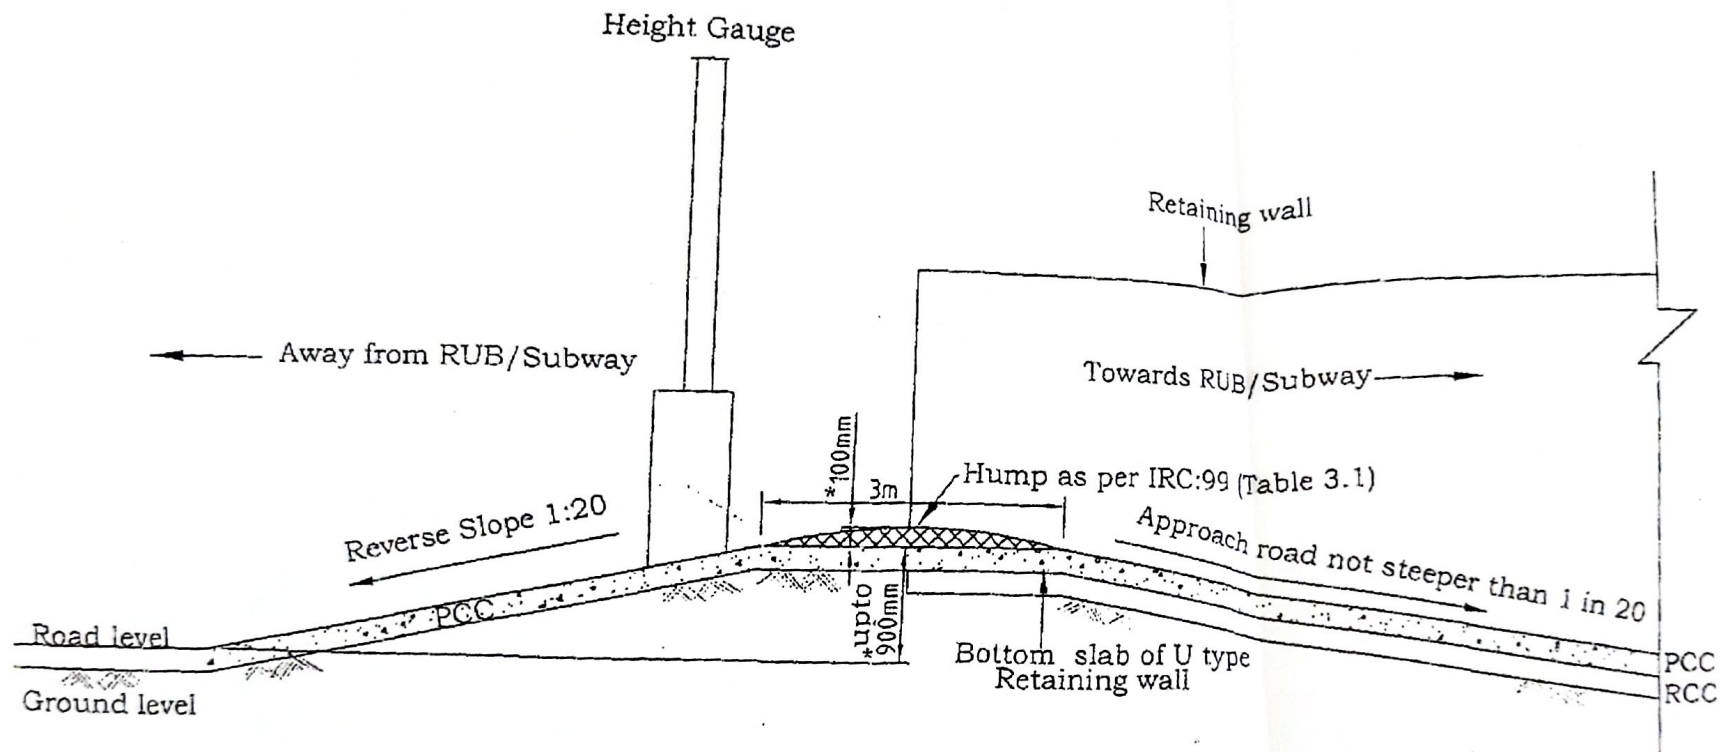 Height Gauge
Retaining wall
Away from RUB/Subway
Towards RUB/Subway
*100mm
3m
Hump as per IRC:99 (Table 3.1)
Reverse Slope 1:20
Approach road not steeper than 1 in 20
PCC
Road level
*upto
900mm
Bottom slab of U type
Retaining wall
PCC
RCC
Ground level